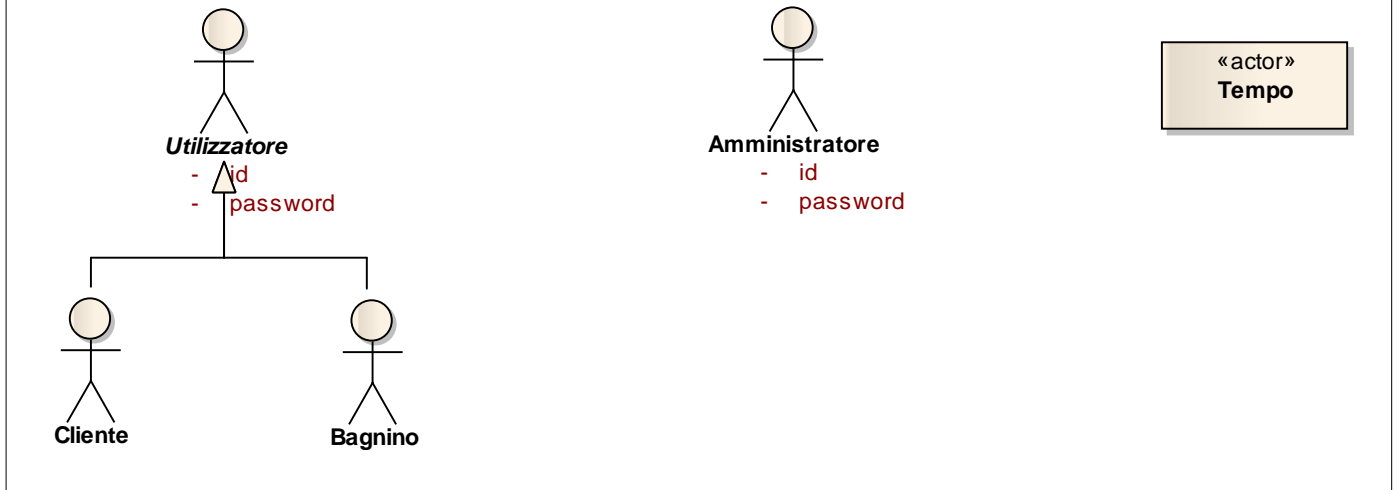 Utilizzatore
- id
- password
Amministratore
- id
- password
«actor»
Tempo
Cliente
Bagnino